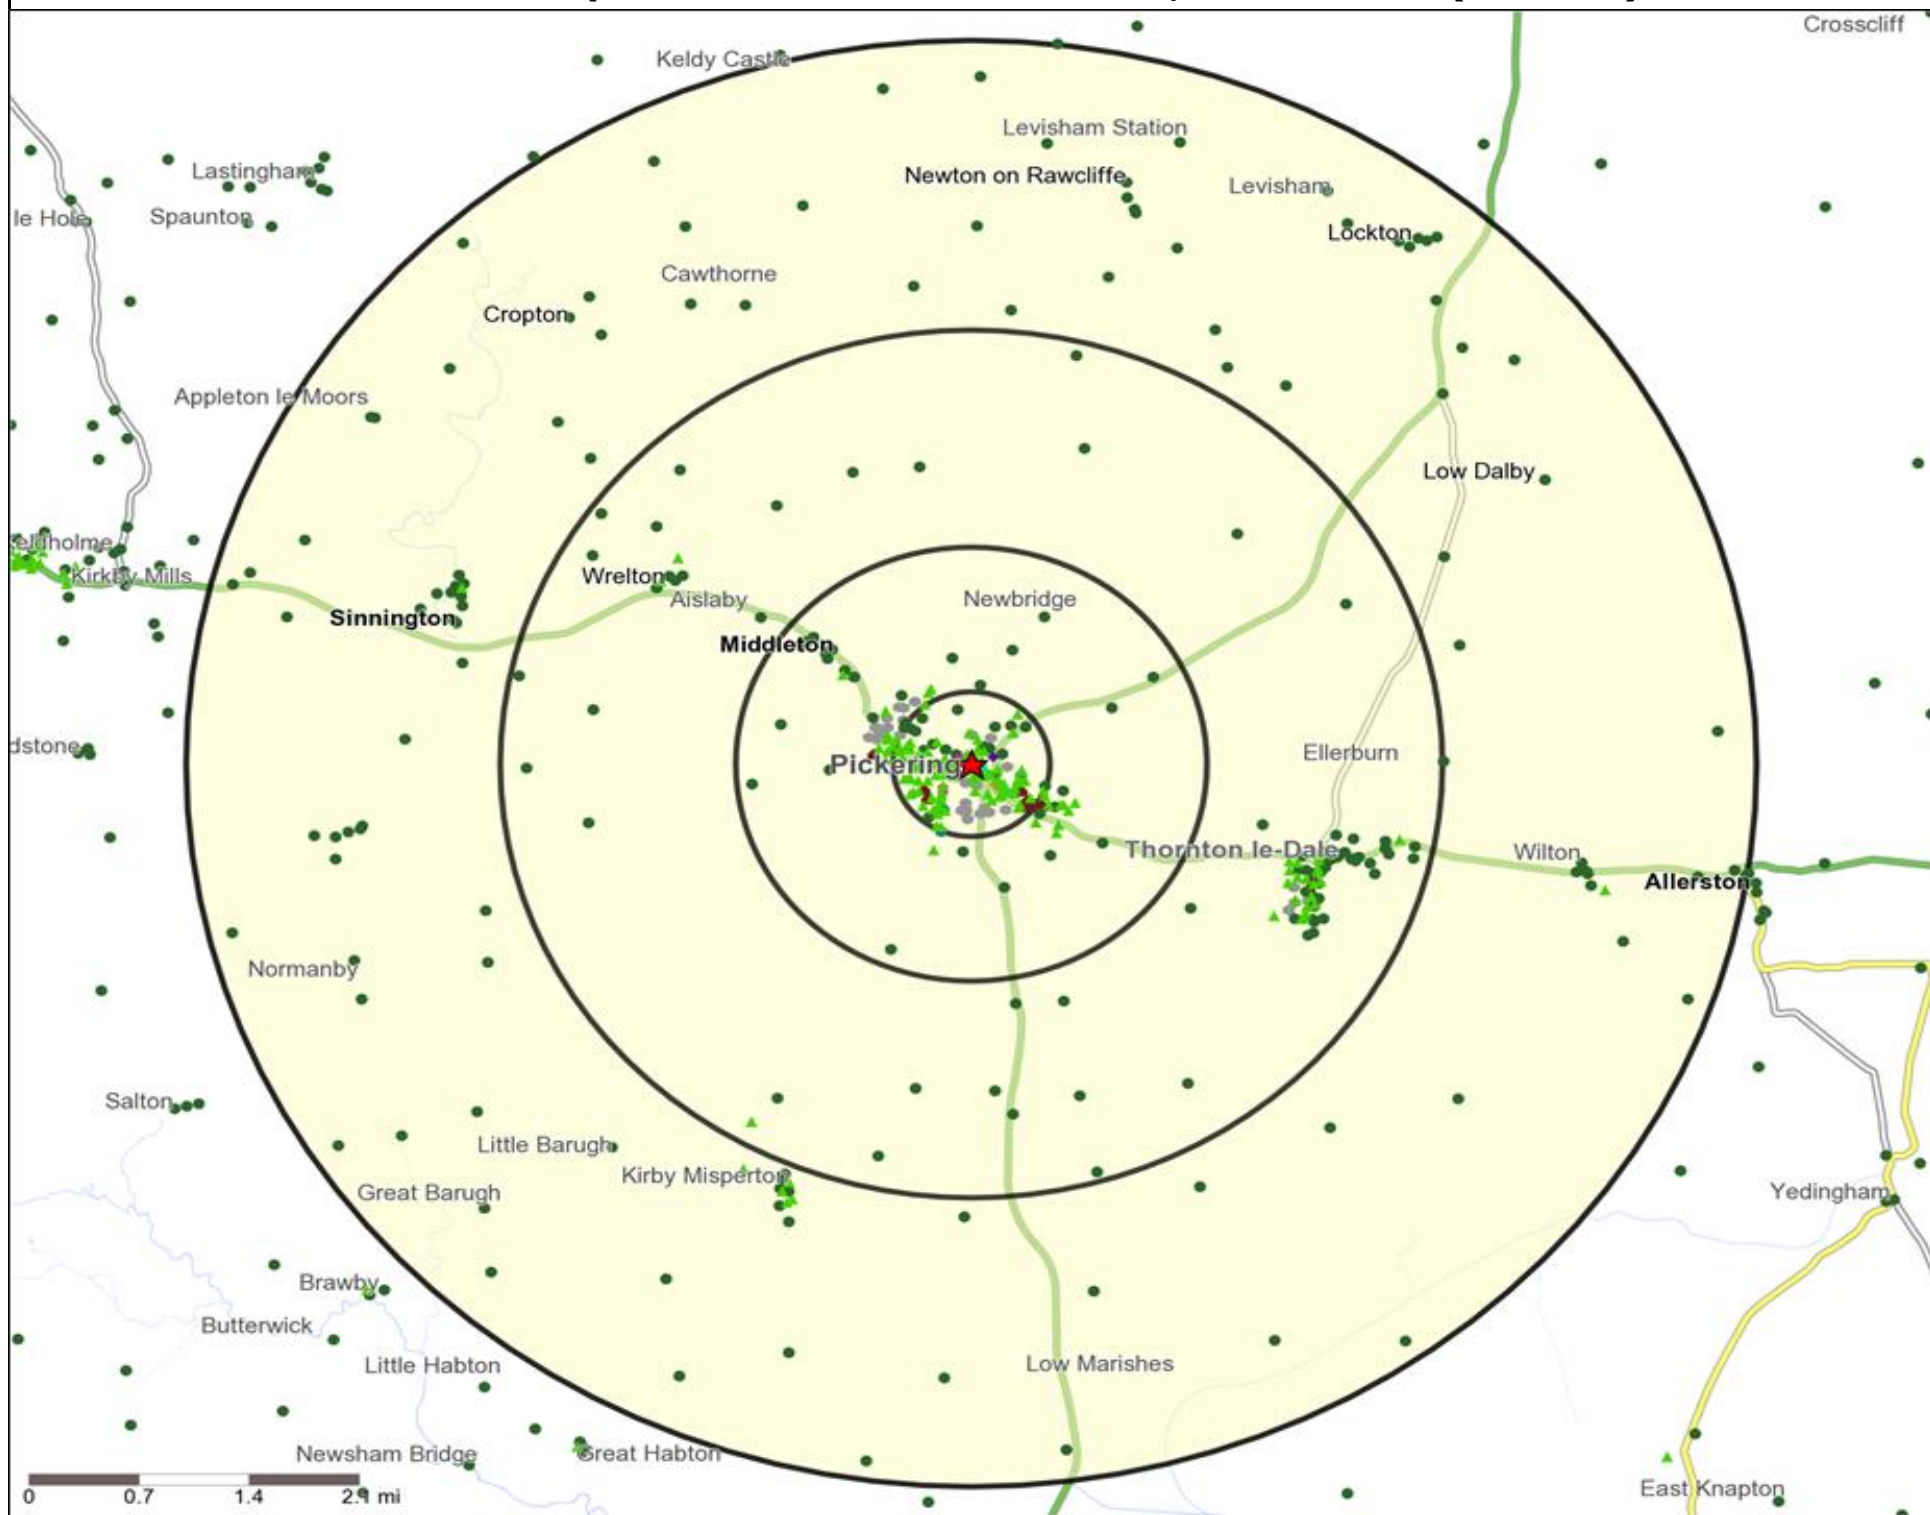 Crosscliff
Keldy Castle
Levisham Station
Lastingham
Newton on Rawcliffe
Levisham
le Hole
Spaunton
Lockton
Cawthorne
Cropton
Appleton le Moors
Low Dalby
Kirkby Mills
Wrelton
Aislaby
Newbridge
Sinnington
Middleton
dstone
Pickering
Ellerburn
Thornton le-Dale
Wilton
Allerston
Normanby
Salton
Little Barugh
Kirby Misperton
Great Barugh
Yedingham
Brawby
Butterwick
Little Habton
Low Marishes
Newsham Bridge
Great Habton
East Knapton
0 0.7 1.4 2.1 mi